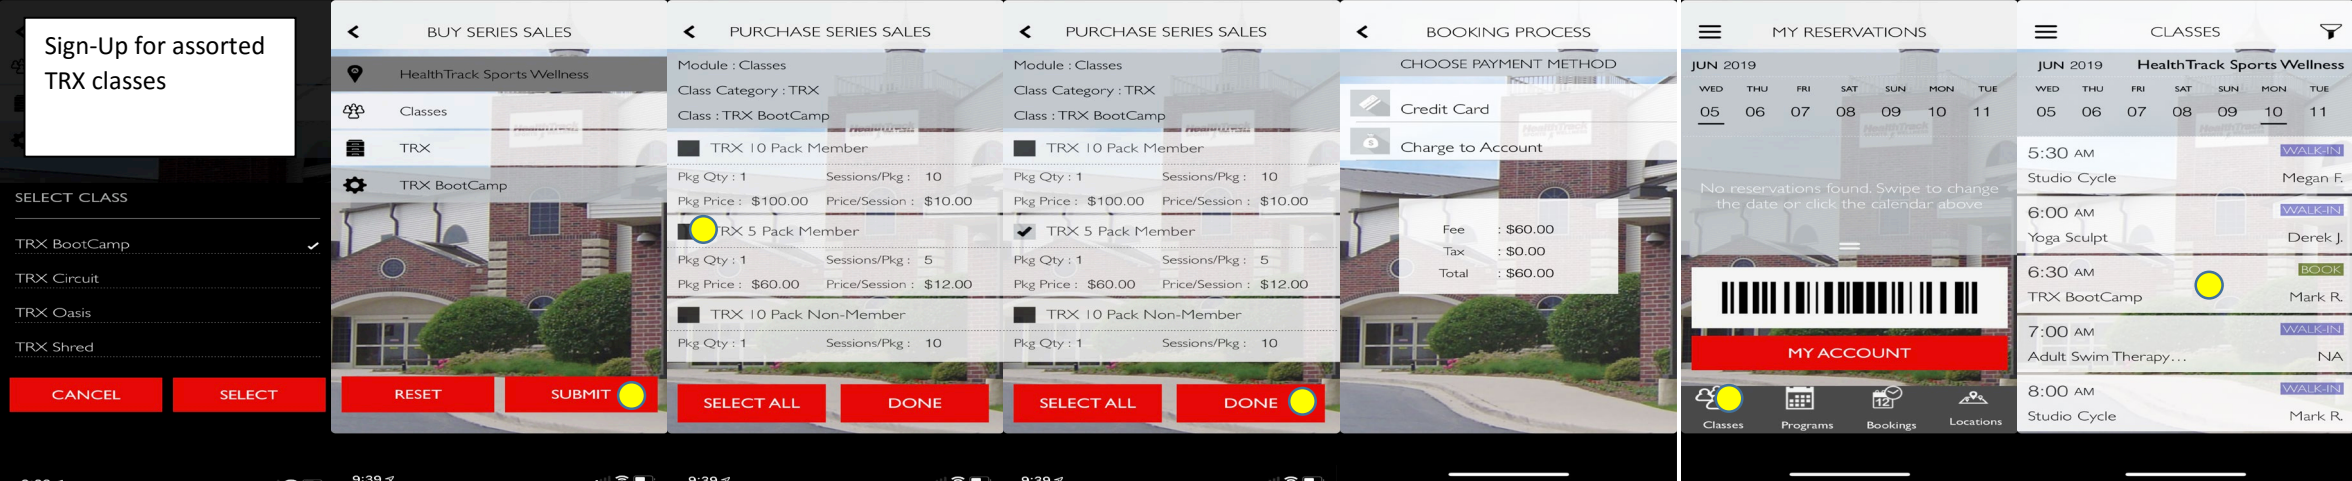 Sign-Up for assorted
TRX classes
SELECT CLASS
TRX BootCamp
TRX Circuit
TRX Oasis
TRX Shred
CANCEL SELECT
BUY SERIES SALES
HealthTrack Sports Wellness
Classes
TRX
TRX BootCamp
RESET SUBMIT
9:39
PURCHASE SERIES SALES
Module : Classes
Class Category : TRX
Class : TRX BootCamp
TRX 10 Pack Member
Pkg Qty : 1 Sessions/Pkg : 10
Pkg Price : $100.00 Price/Session : $10.00
TRX 5 Pack Member
Pkg Qty : 1 Sessions/Pkg : 5
Pkg Price : $60.00 Price/Session : $12.00
TRX 10 Pack Non-Member
Pkg Qty : 1 Sessions/Pkg : 10
SELECT ALL DONE
9:39
PURCHASE SERIES SALES
Module : Classes
Class Category : TRX
Class : TRX BootCamp
TRX 10 Pack Member
Pkg Qty : 1 Sessions/Pkg : 10
Pkg Price : $100.00 Price/Session : $10.00
TRX 5 Pack Member
Pkg Qty : 1 Sessions/Pkg : 5
Pkg Price : $60.00 Price/Session : $12.00
TRX 10 Pack Non-Member
Pkg Qty : 1 Sessions/Pkg : 10
SELECT ALL DONE
9:39
BOOKING PROCESS
CHOOSE PAYMENT METHOD
Credit Card
Charge to Account
Fee : $60.00
Tax : $0.00
Total : $60.00
MY RESERVATIONS
JUN 2019
WED THU FRI SAT SUN MON TUE
05 06 07 08 09 10 11
No reservations found. Swipe to change
the date or click the calendar above
MY ACCOUNT
12
Classes Programs Bookings Locations
CLASSES
JUN 2019 HealthTrack Sports Wellness
WED THU FRI SAT SUN MON TUE
05 06 07 08 09 10 11
5:30 AM WALK-IN
Studio Cycle Megan F.
6:00 AM WALK-IN
Yoga Sculpt Derek J.
6:30 AM BOOK
TRX BootCamp Mark R.
7:00 AM WALK-IN
Adult Swim Therapy... NA
8:00 AM WALK-IN
Studio Cycle Mark R.